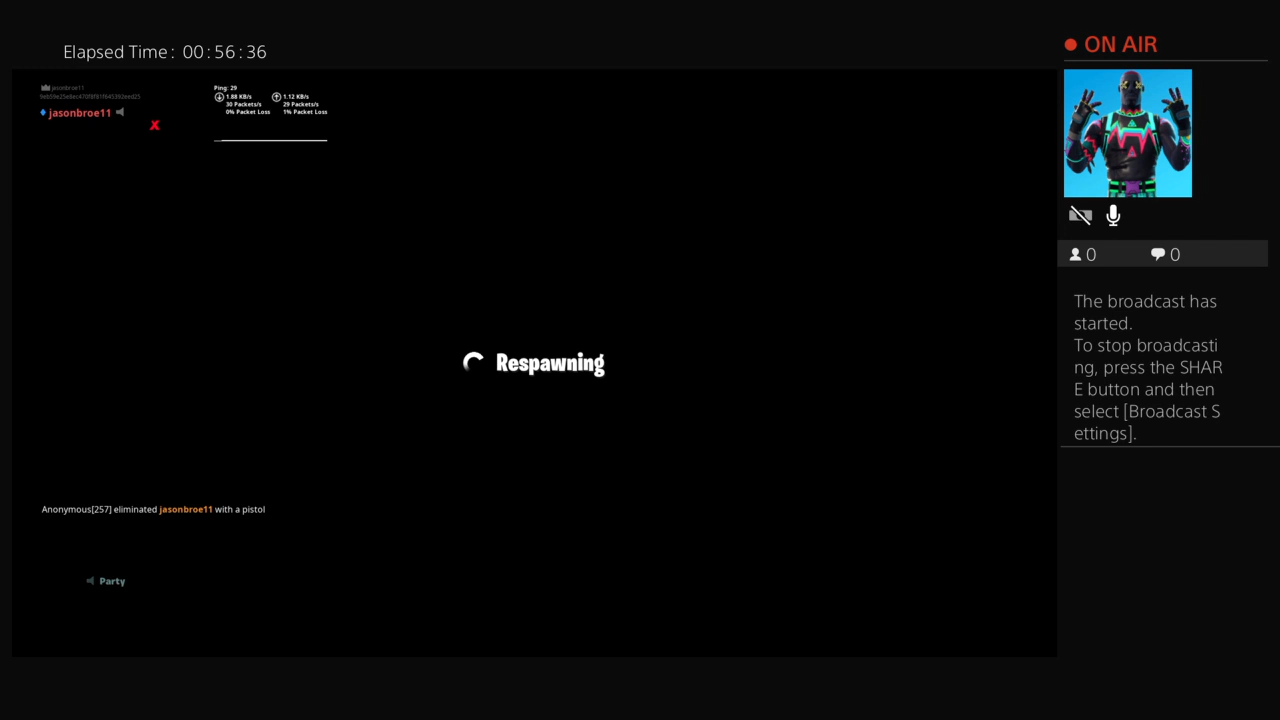 Elapsed Time: 00:56:36
ON AIR
jasonbroe11
jasonbroe11
X
Ping: 29
1.88 KB/s 1.12 KB/s
30 Packets/s 29 Packets/s
0% Packet Loss 1% Packet Loss
0 0
The broadcast has
started.
To stop broadcasti
ng, press the SHAR
E button and then
select [Broadcast S
ettings].
Respawning
Anonymous[257] eliminated jasonbroe11 with a pistol
Party